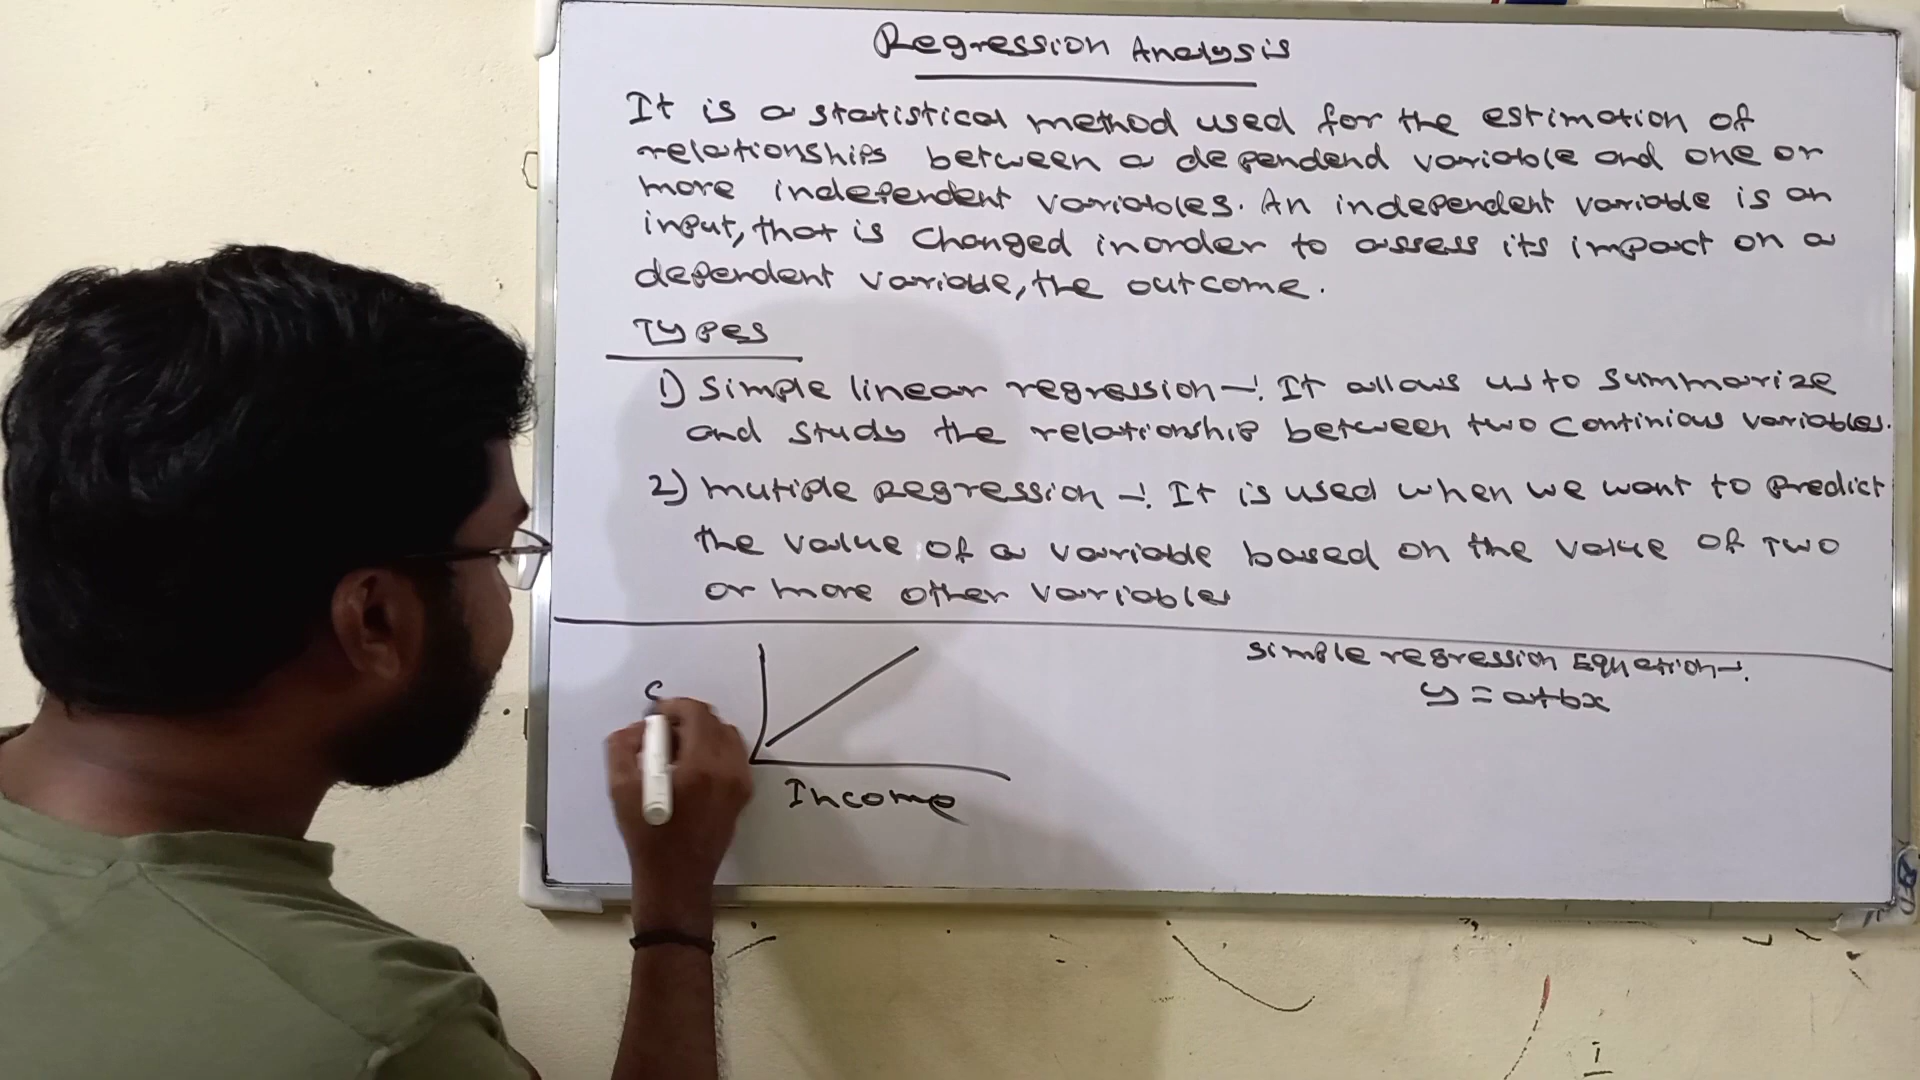 Regression Analysis
It is a statistical method used for the estimation of
relationships between a dependend variable and one or
more independent variables. An independent variable is an
input, that is changed inorder to assess its impact on a
dependent variable, the outcome.
Types
1) Simple linear regression -: It allows us to summarize
and study the relationship between two continious variables.
2) Mutiple Regression -: It is used when we want to predict
the value of a variable based on the value of two
or more other variables
Simple regression Equation -:
y = a+bx
Income